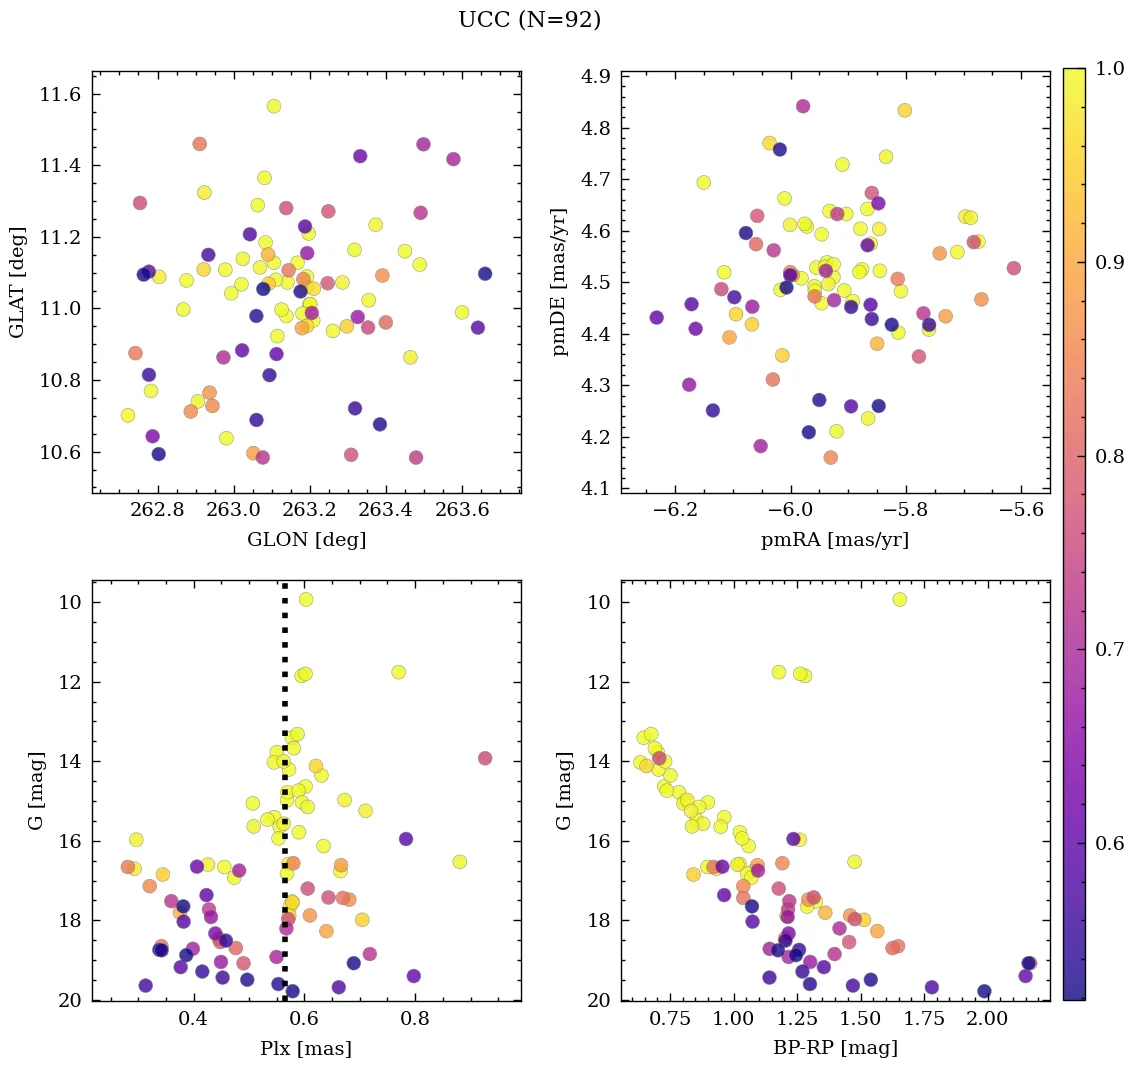 UCC (N=92)
11.6
11.4
11.2
11.0
10.8
10.6
GLAT [deg]
262.8 263.0 263.2 263.4 263.6
GLON [deg]
4.9
4.8
4.7
4.6
4.5
4.4
4.3
4.2
4.1
pmDE [mas/yr]
−6.2 −6.0 −5.8 −5.6
pmRA [mas/yr]
1.0
0.9
0.8
0.7
0.6
10
12
14
16
18
20
G [mag]
0.4 0.6 0.8
Plx [mas]
10
12
14
16
18
20
G [mag]
0.75 1.00 1.25 1.50 1.75 2.00
BP-RP [mag]